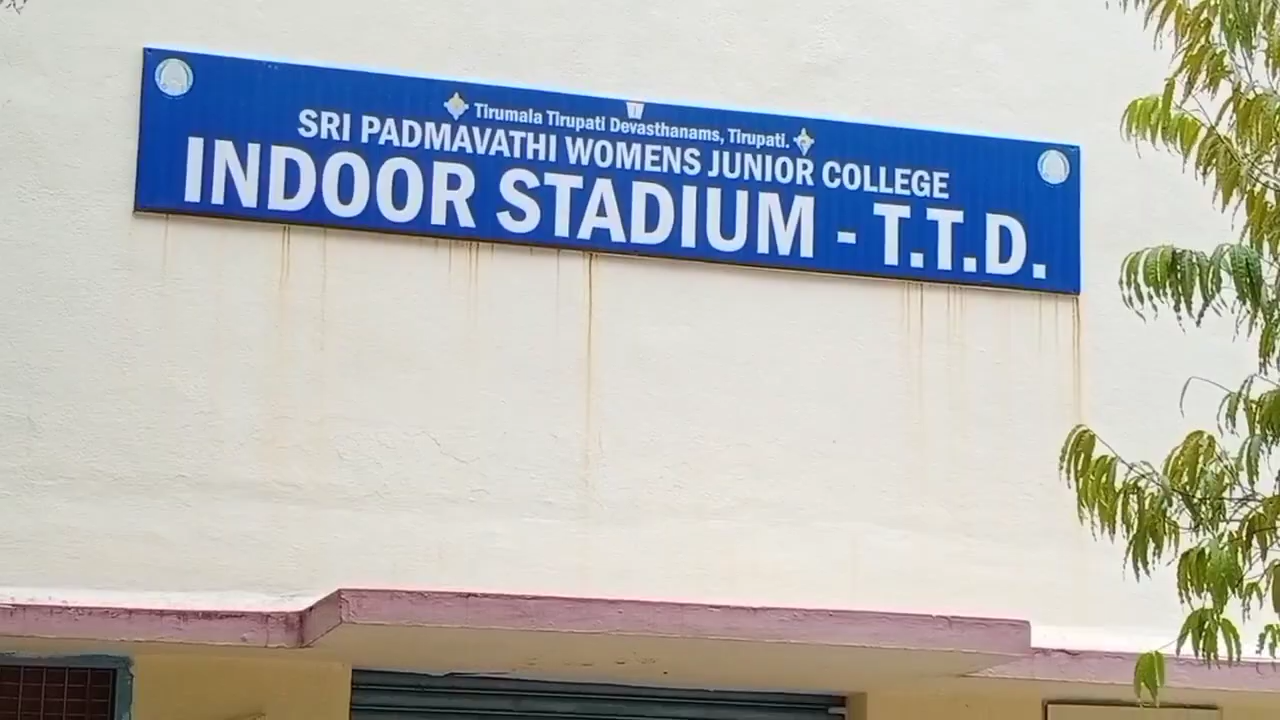 Tirumala Tirupati Devasthanams, Tirupati.
SRI PADMAVATHI WOMENS JUNIOR COLLEGE
INDOOR STADIUM - T.T.D.